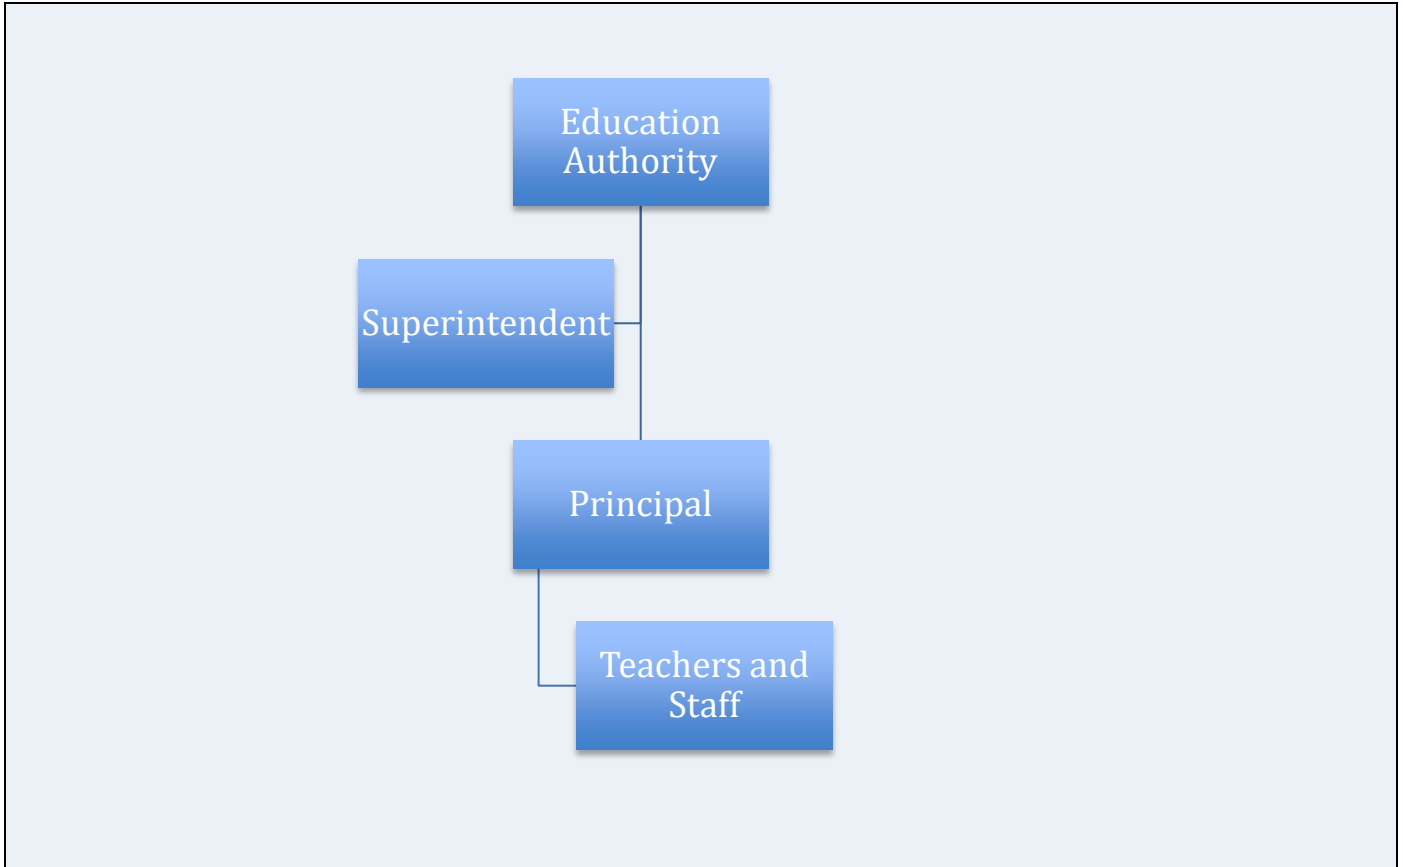 Education
Authority
Superintendent
Principal
Teachers and
Staff